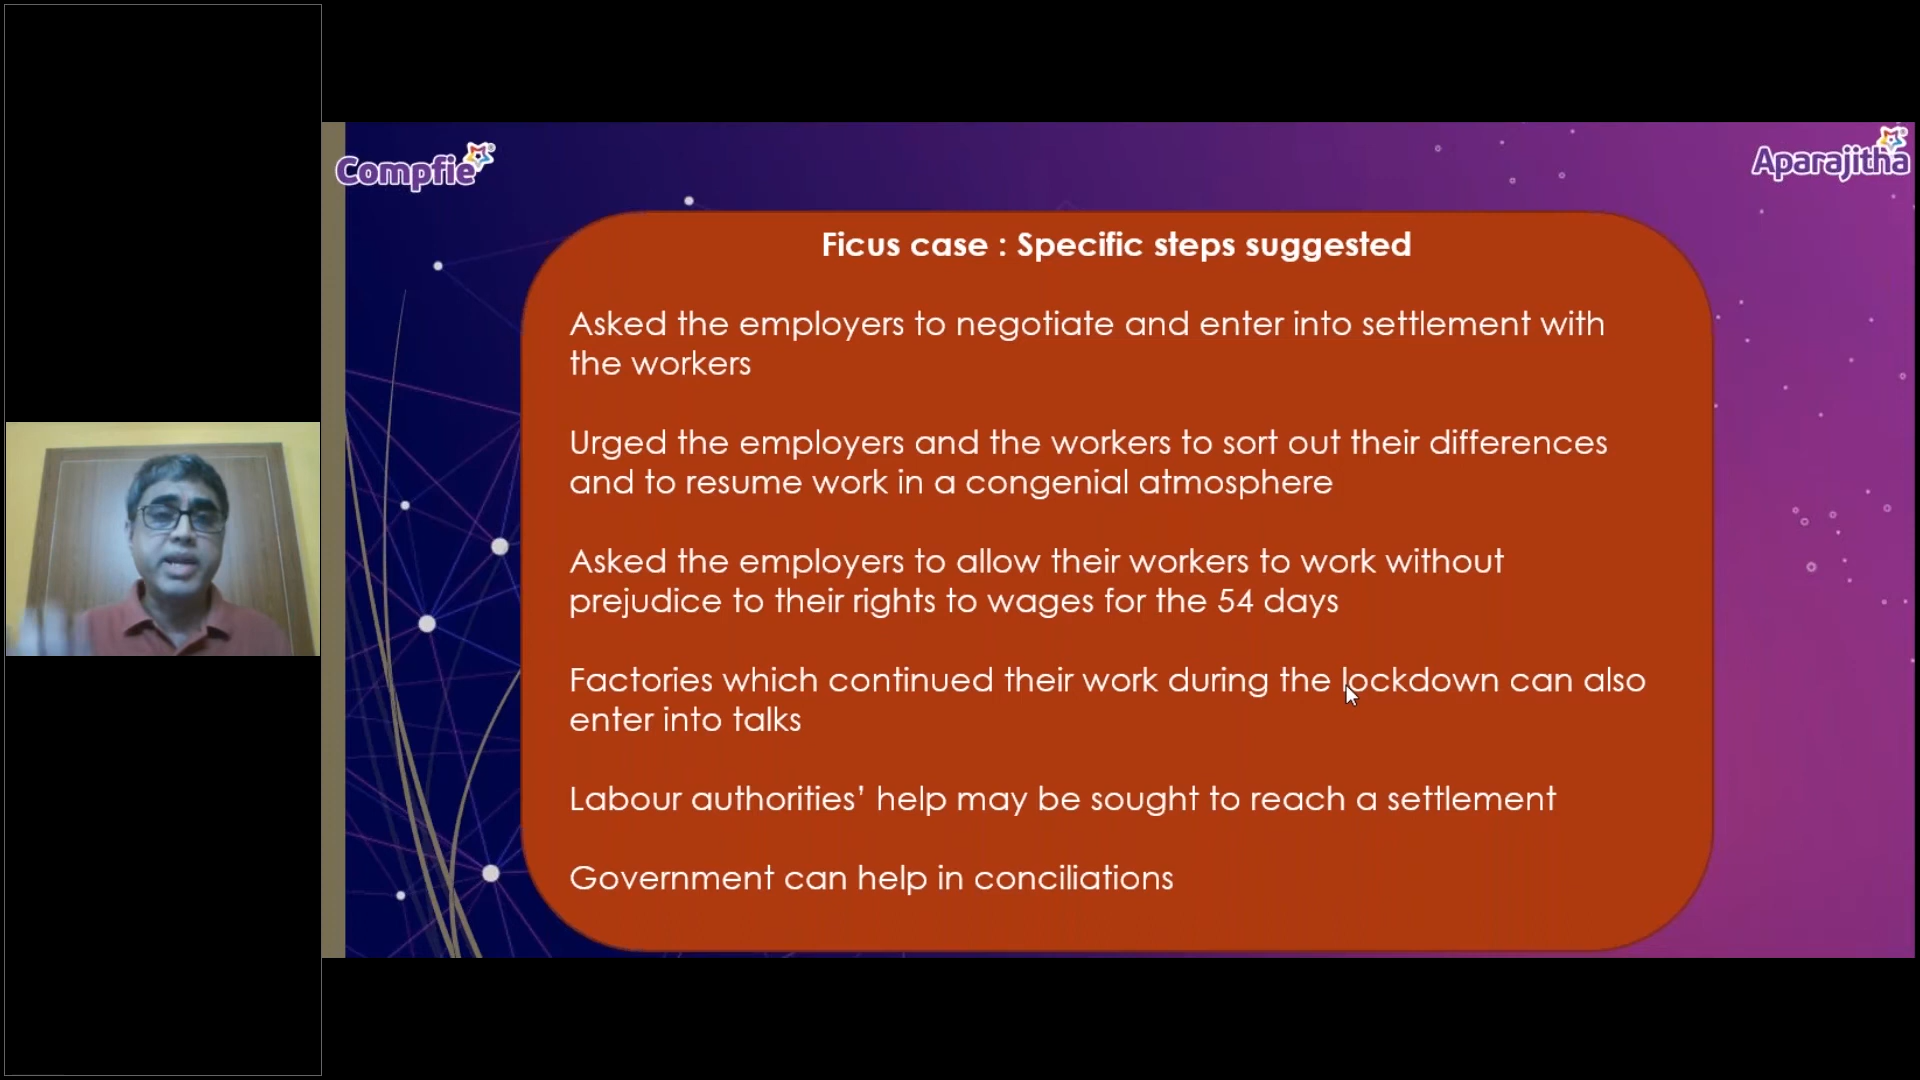 Compfie
Aparajitha
Ficus case : Specific steps suggested
Asked the employers to negotiate and enter into settlement with
the workers
Urged the employers and the workers to sort out their differences
and to resume work in a congenial atmosphere
Asked the employers to allow their workers to work without
prejudice to their rights to wages for the 54 days
Factories which continued their work during the lockdown can also
enter into talks
Labour authorities’ help may be sought to reach a settlement
Government can help in conciliations